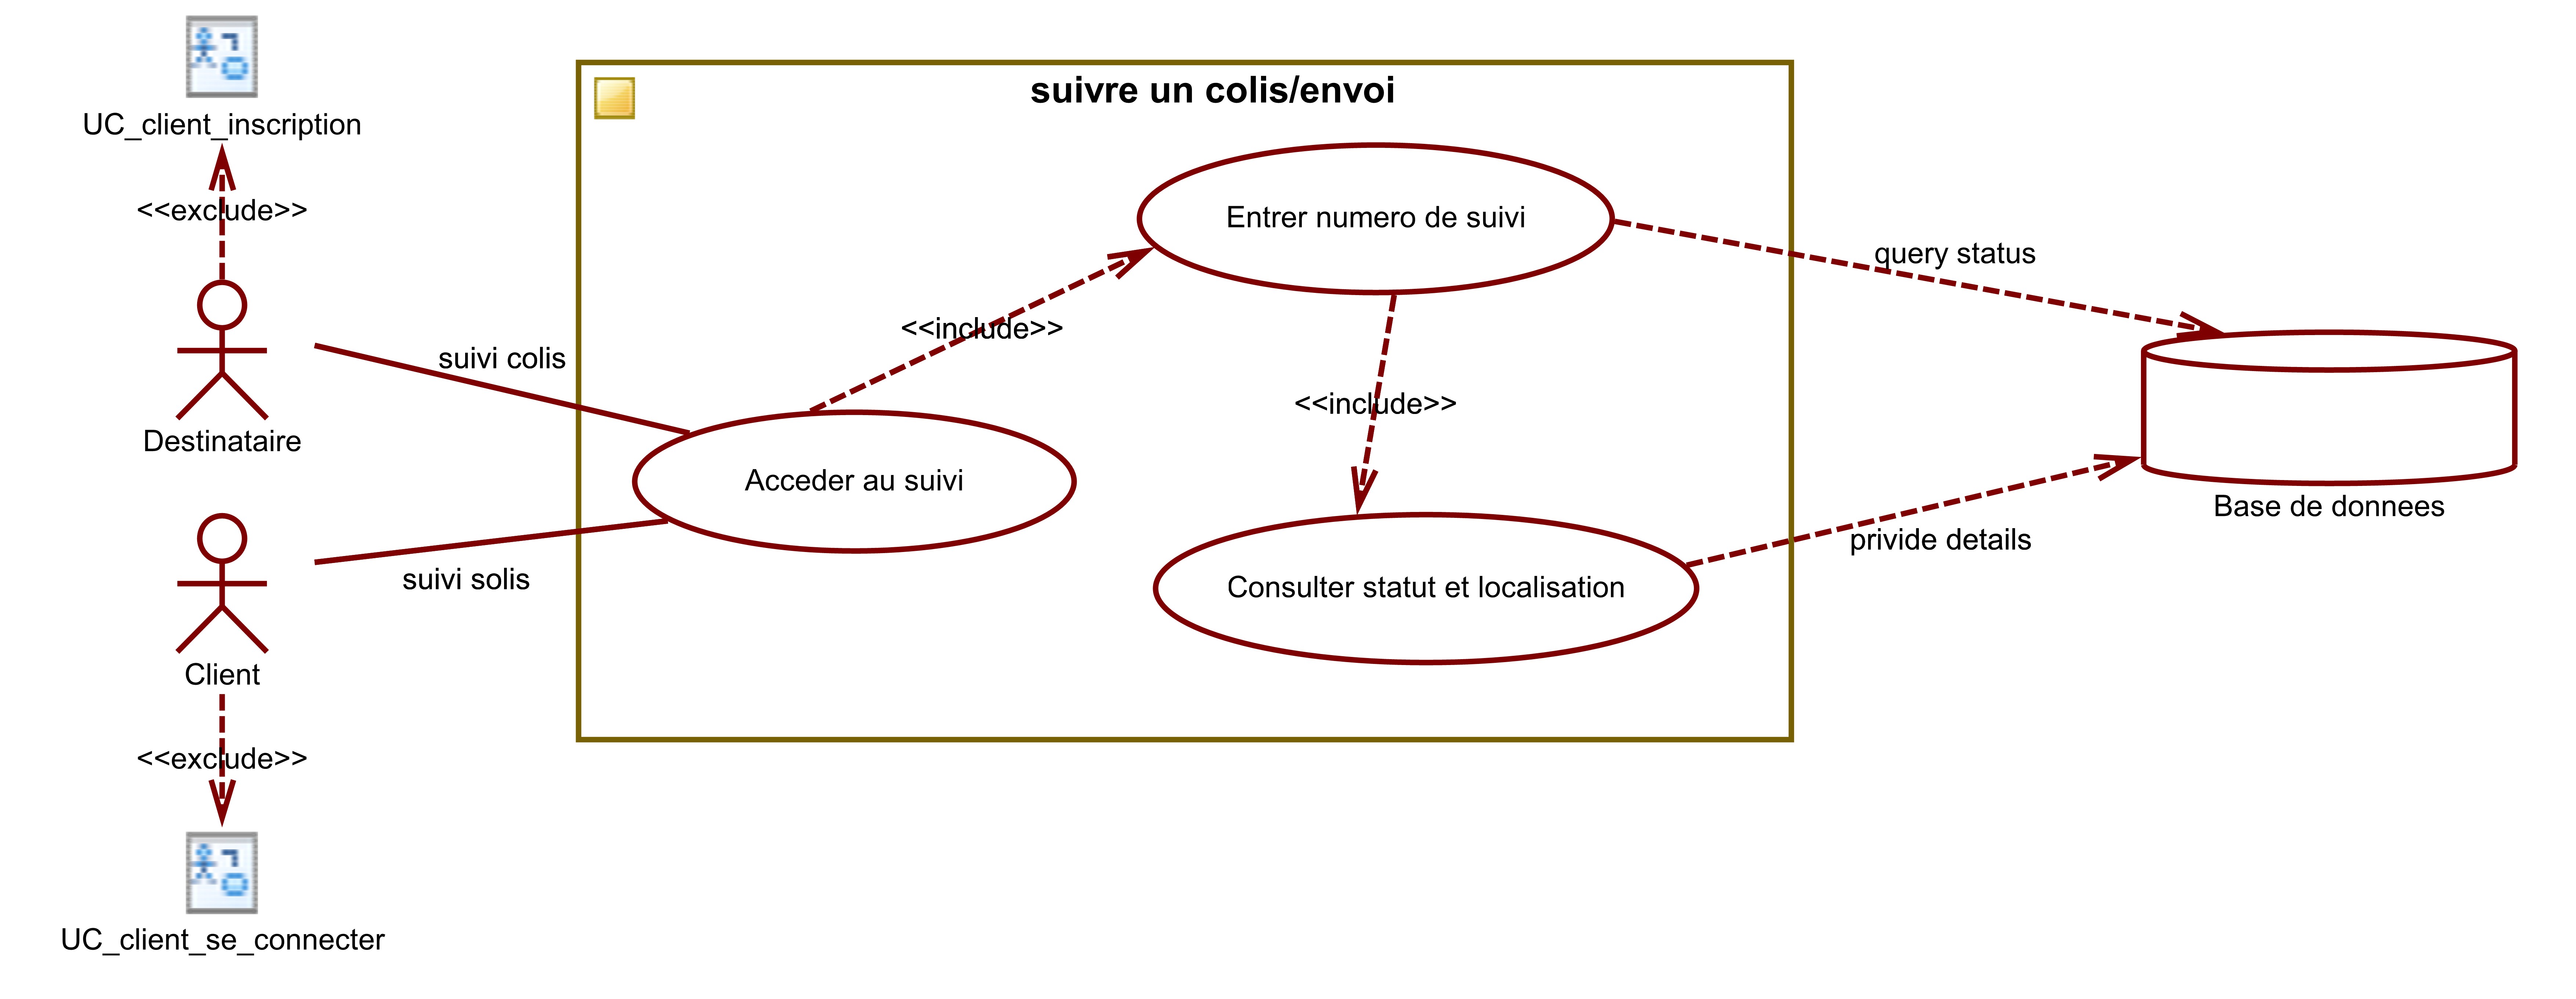 UC_client_inscription
<<exclude>>
Destinataire
suivi colis
Client
suivi solis
<<exclude>>
UC_client_se_connecter
suivre un colis/envoi
Entrer numero de suivi
<<include>>
Acceder au suivi
<<include>>
Consulter statut et localisation
query status
privide details
Base de donnees